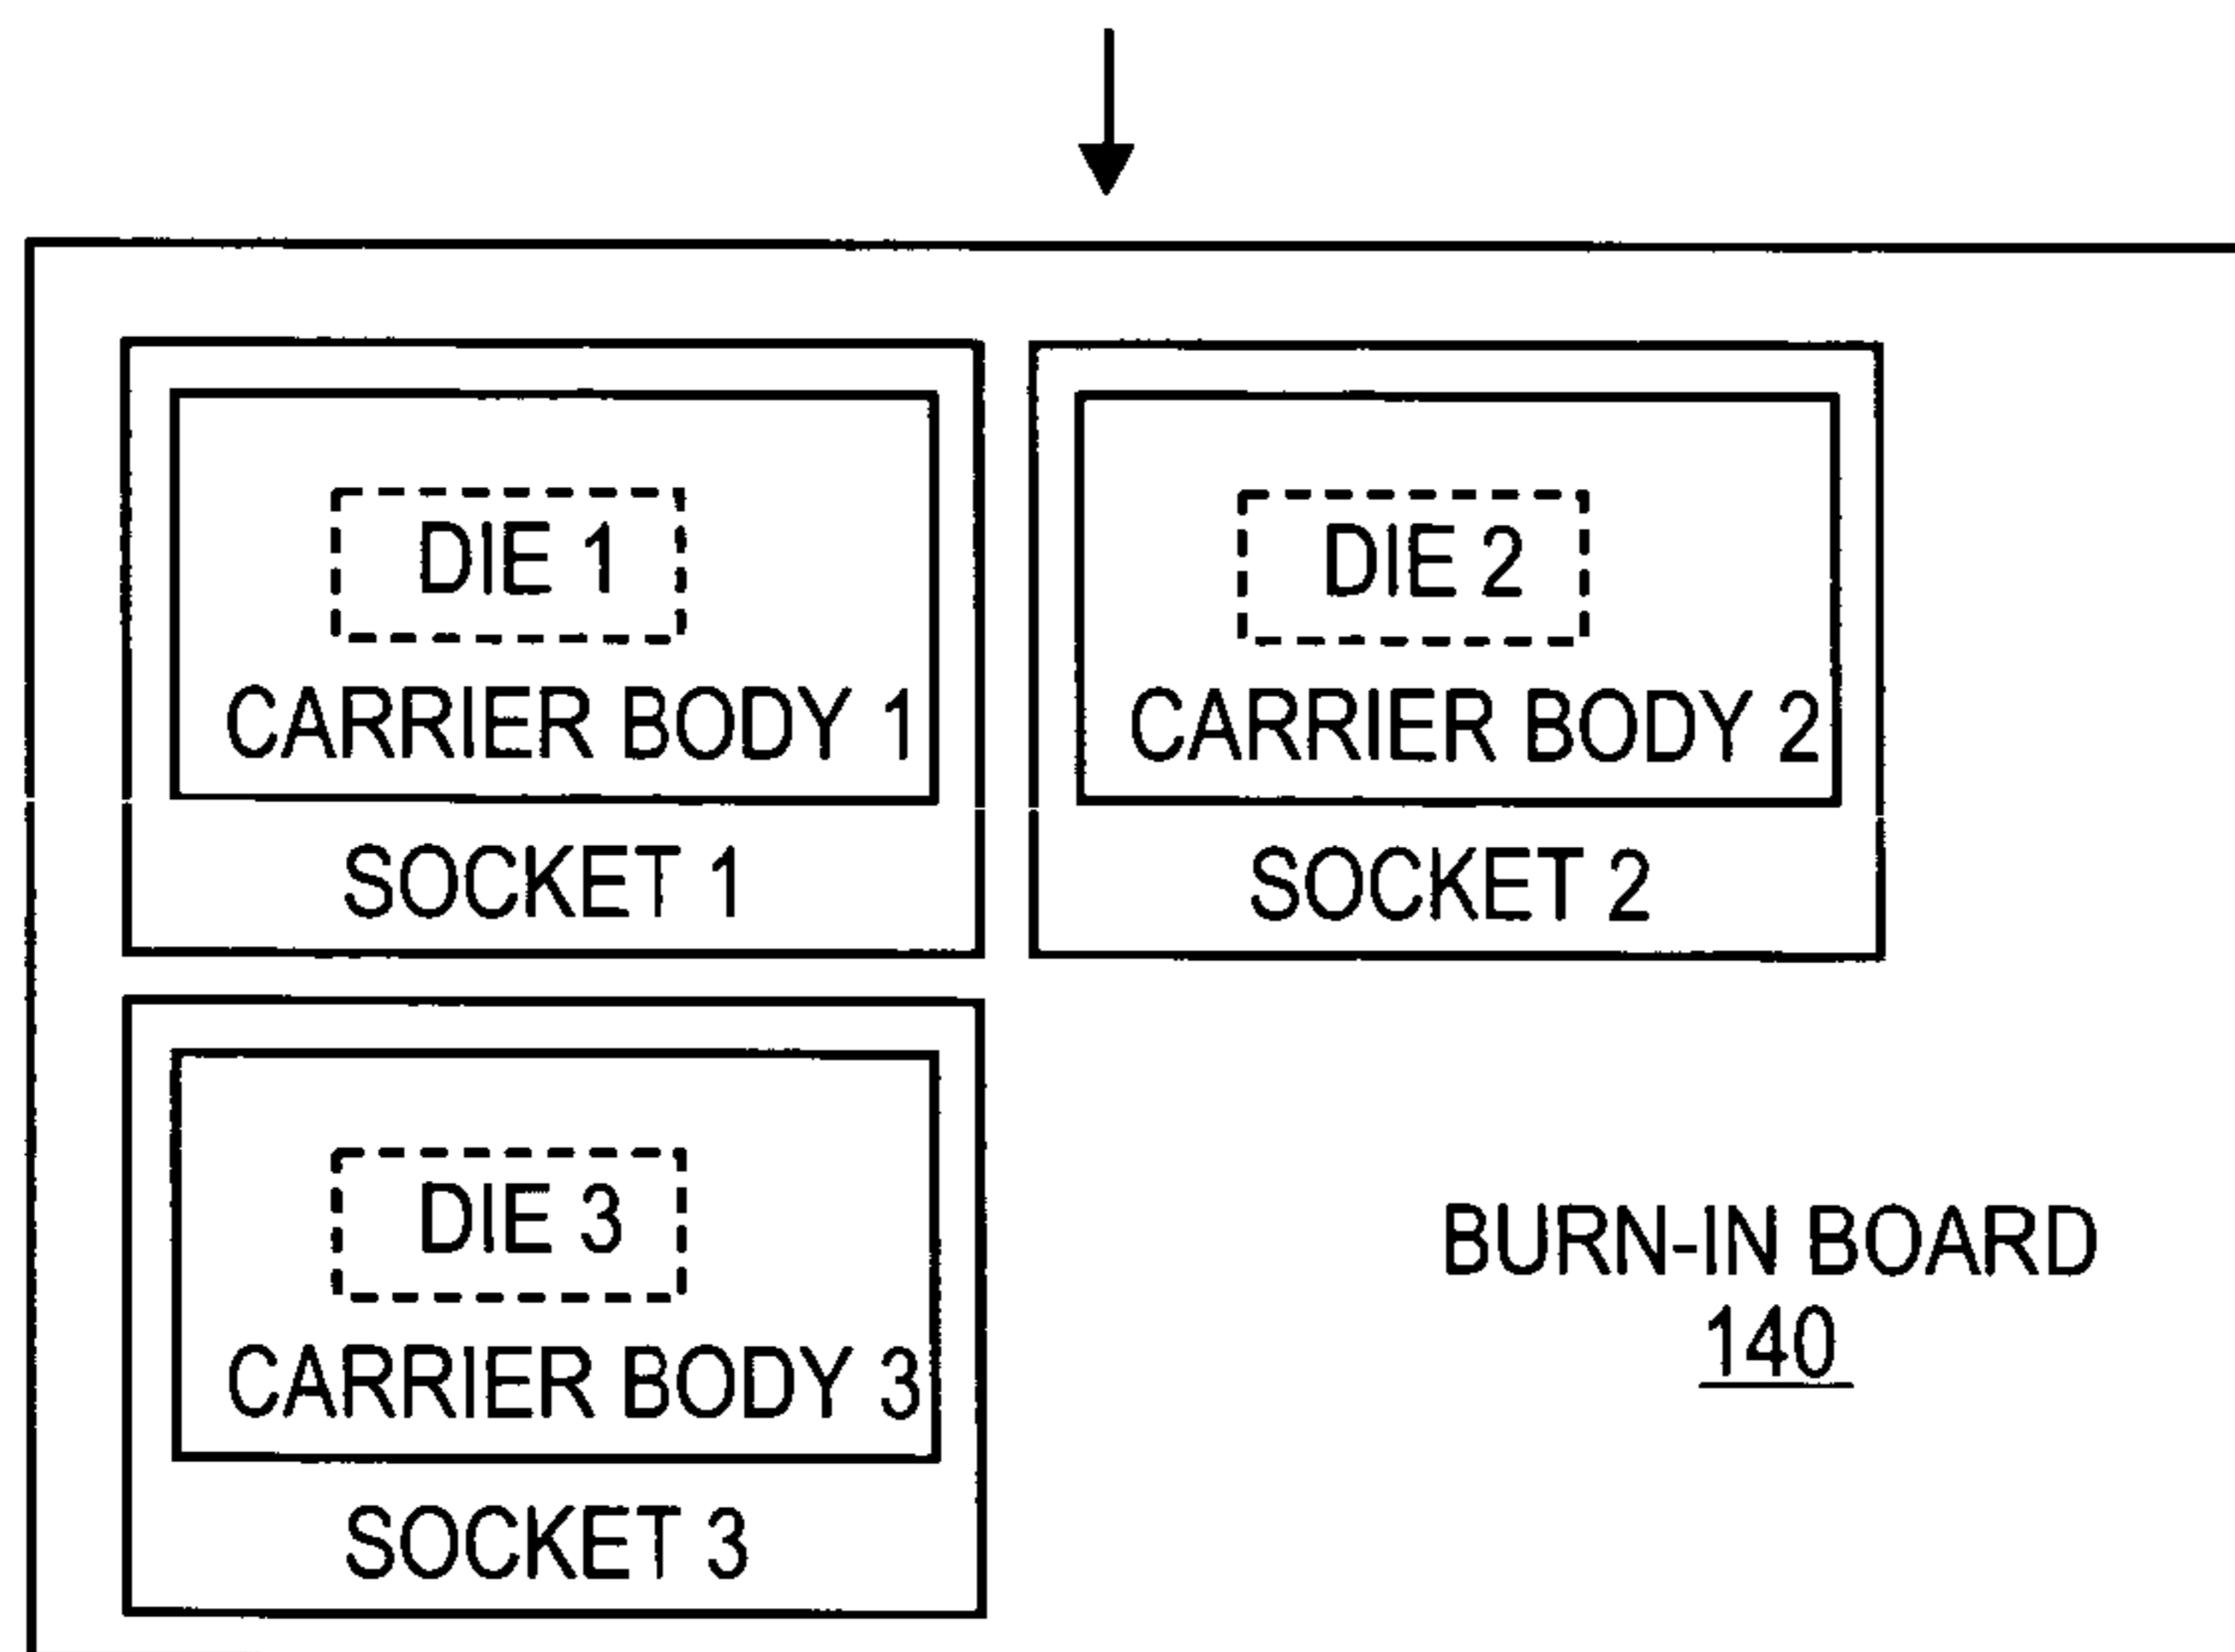 DIE 1
CARRIER BODY 1
SOCKET 1
DIE 2
CARRIER BODY 2
SOCKET 2
DIE 3
CARRIER BODY 3
SOCKET 3
BURN-IN BOARD
140